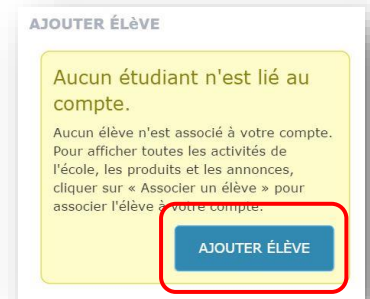 AJOUTER ÉLèVE
Aucun étudiant n'est lié au
compte.
Aucun élève n'est associé à votre compte.
Pour afficher toutes les activités de
l'école, les produits et les annonces,
cliquer sur « Associer un élève » pour
associer l'élève à votre compte.
AJOUTER ÉLÈVE